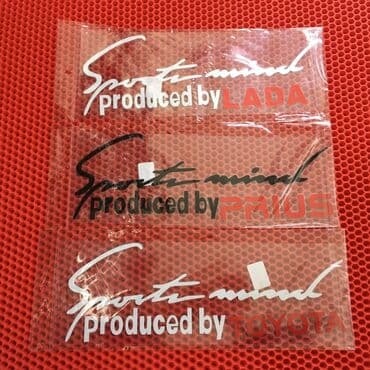 Sports mind
produced by LADA
Sports mind
produced by PRIUS
Sports mind
produced by TOYOTA